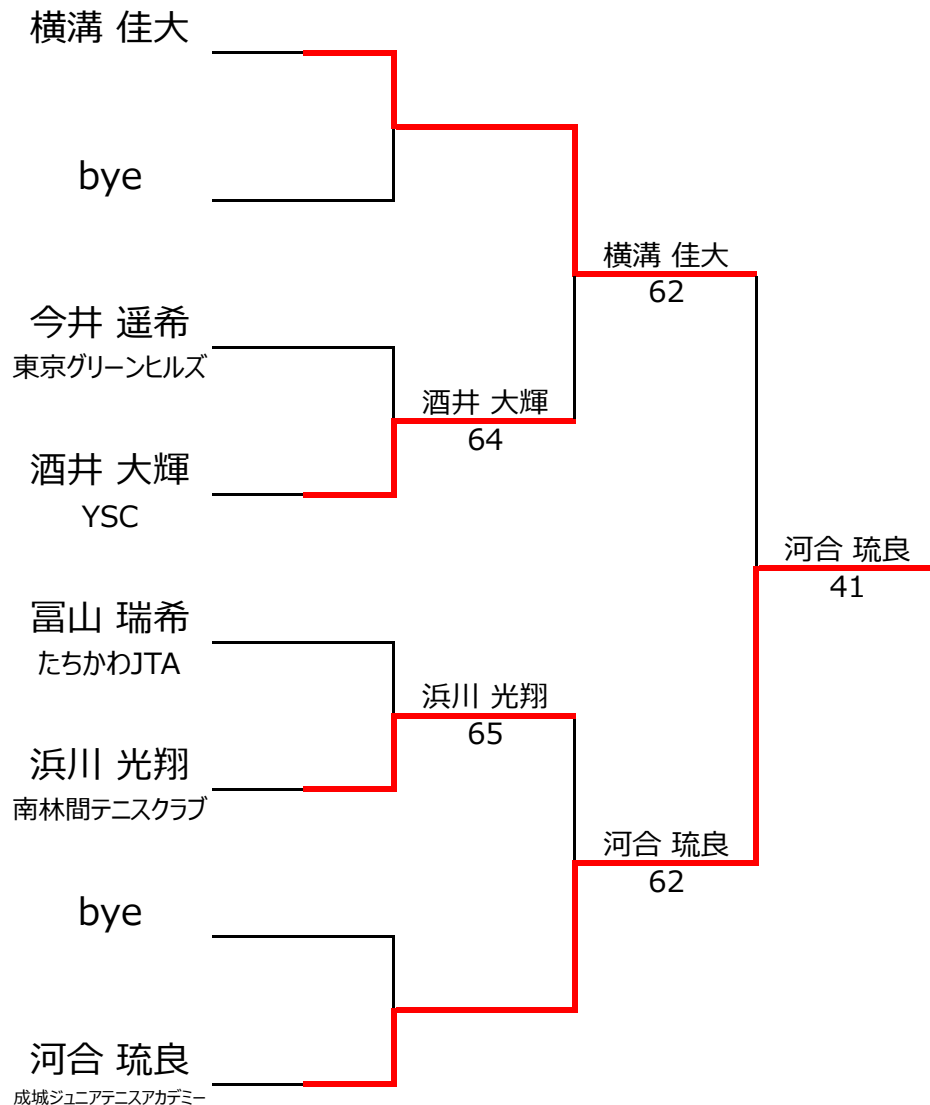 横溝 佳大
bye
今井 遥希
東京グリーンヒルズ
酒井 大輝
YSC
冨山 瑞希
たちかわJTA
浜川 光翔
南林間テニスクラブ
bye
河合 琉良
成城ジュニアテニスアカデミー
酒井 大輝
64
浜川 光翔
65
横溝 佳大
62
河合 琉良
62
河合 琉良
41